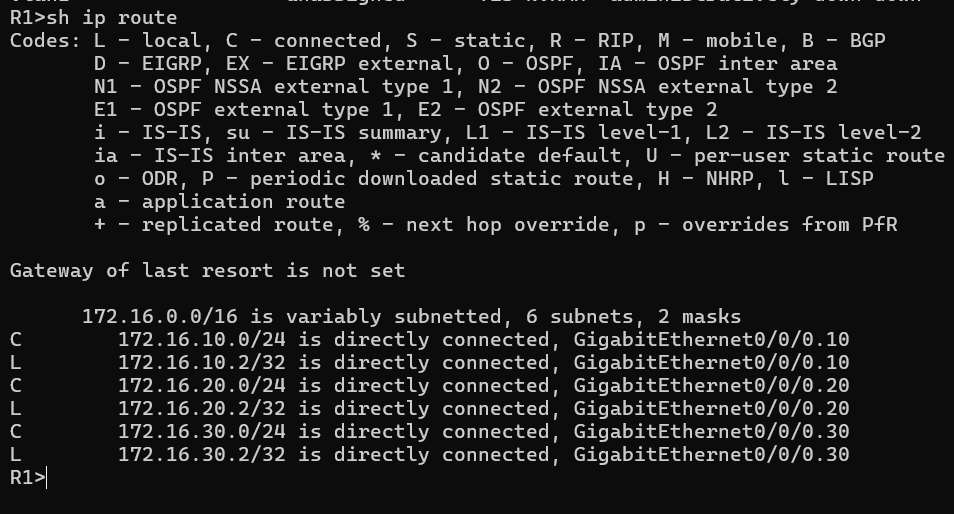 R1>sh ip route
Codes: L - local, C - connected, S - static, R - RIP, M - mobile, B - BGP
       D - EIGRP, EX - EIGRP external, O - OSPF, IA - OSPF inter area
       N1 - OSPF NSSA external type 1, N2 - OSPF NSSA external type 2
       E1 - OSPF external type 1, E2 - OSPF external type 2
       i - IS-IS, su - IS-IS summary, L1 - IS-IS level-1, L2 - IS-IS level-2
       ia - IS-IS inter area, * - candidate default, U - per-user static route
       o - ODR, P - periodic downloaded static route, H - NHRP, l - LISP
       a - application route
       + - replicated route, % - next hop override, p - overrides from PfR
Gateway of last resort is not set
      172.16.0.0/16 is variably subnetted, 6 subnets, 2 masks
C        172.16.10.0/24 is directly connected, GigabitEthernet0/0/0.10
L        172.16.10.2/32 is directly connected, GigabitEthernet0/0/0.10
C        172.16.20.0/24 is directly connected, GigabitEthernet0/0/0.20
L        172.16.20.2/32 is directly connected, GigabitEthernet0/0/0.20
C        172.16.30.0/24 is directly connected, GigabitEthernet0/0/0.30
L        172.16.30.2/32 is directly connected, GigabitEthernet0/0/0.30
R1>